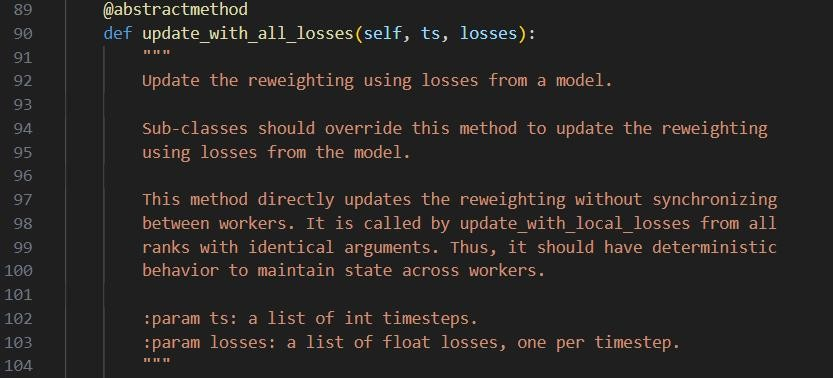 89 @abstractmethod
90 def update_with_all_losses(self, ts, losses):
91 """
92 Update the reweighting using losses from a model.
93
94 Sub-classes should override this method to update the reweighting
95 using losses from the model.
96
97 This method directly updates the reweighting without synchronizing
98 between workers. It is called by update_with_local_losses from all
99 ranks with identical arguments. Thus, it should have deterministic
100 behavior to maintain state across workers.
101
102 :param ts: a list of int timesteps.
103 :param losses: a list of float losses, one per timestep.
104 """